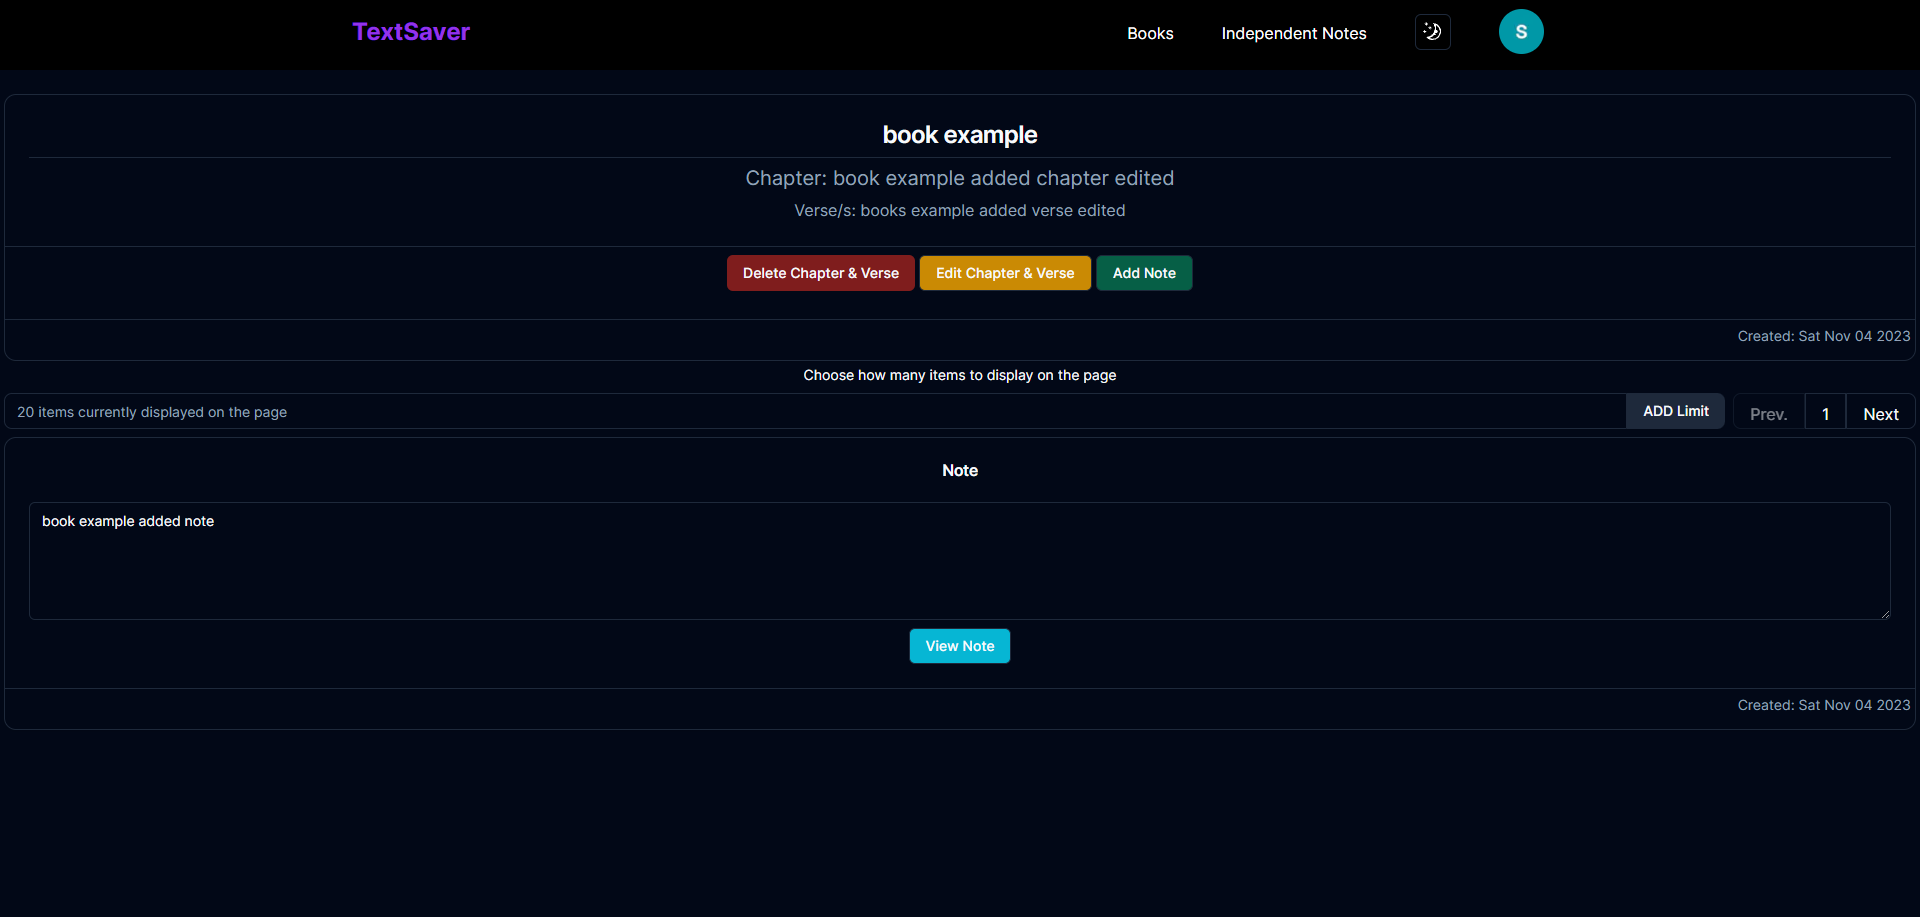 TextSaver
Books
Independent Notes
S
book example
Chapter: book example added chapter edited
Verse/s: books example added verse edited
Delete Chapter & Verse
Edit Chapter & Verse
Add Note
Created: Sat Nov 04 2023
Choose how many items to display on the page
20 items currently displayed on the page
ADD Limit
Prev.
1
Next
Note
book example added note
View Note
Created: Sat Nov 04 2023